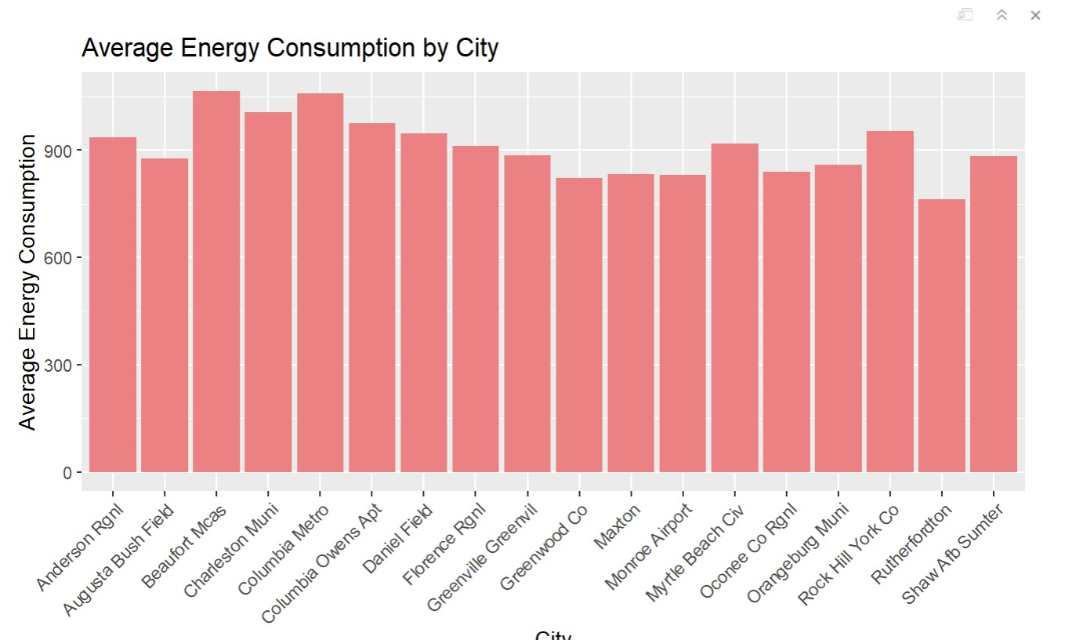 Average Energy Consumption by City
Average Energy Consumption
900
600
300
0
Anderson Rgnl
Augusta Bush Field
Beaufort Mcas
Charleston Muni
Columbia Metro
Columbia Owens Apt
Daniel Field
Florence Rgnl
Greenville Greenvil
Greenwood Co
Maxton
Monroe Airport
Myrtle Beach Civ
Oconee Co Rgnl
Orangeburg Muni
Rock Hill York Co
Rutherfordton
Shaw Afb Sumter
City